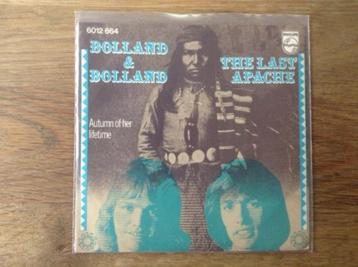 6012 664
BOLLAND
&
BOLLAND
THE LAST
APACHE
Autumn of her
lifetime